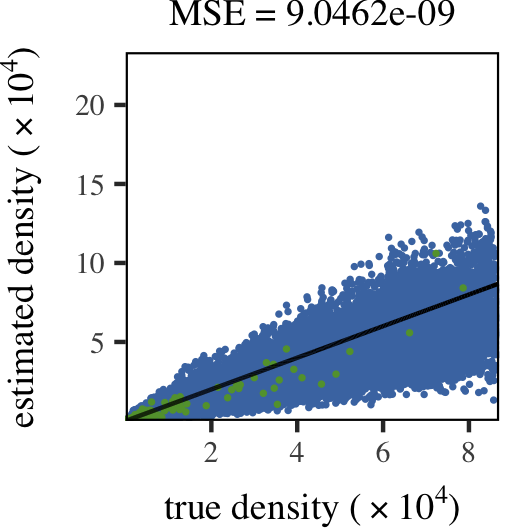 MSE = 9.0462e-09
estimated density ( × 10⁴)
20
15
10
5
2 4 6 8
true density ( × 10⁴)